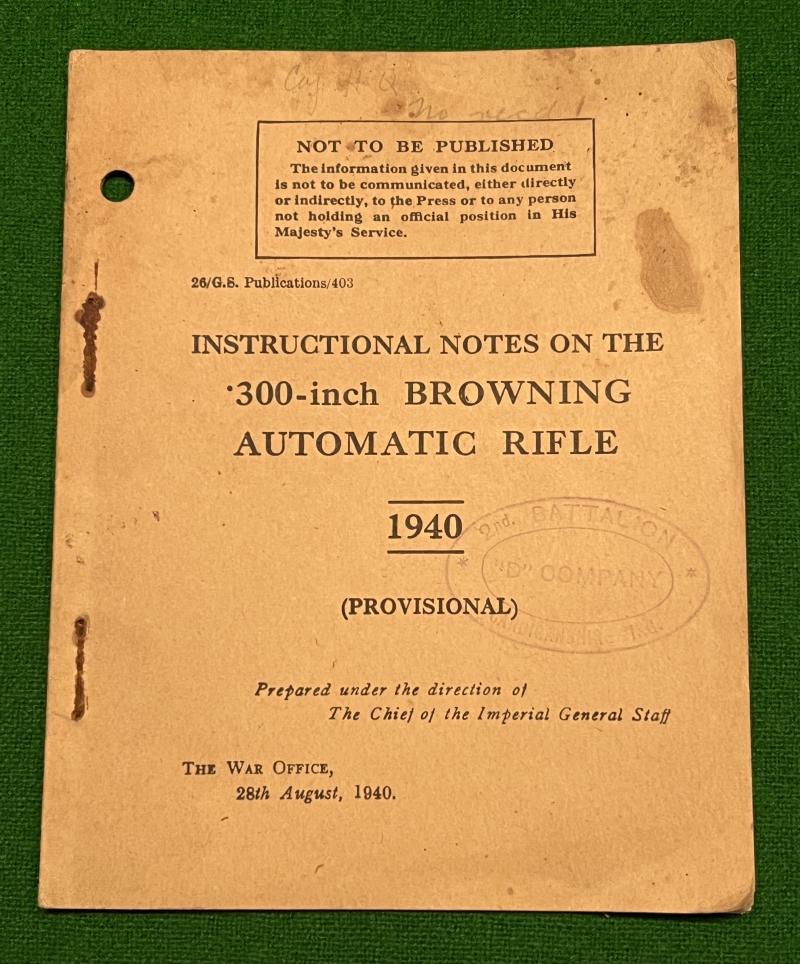 NOT TO BE PUBLISHED
The information given in this document
is not to be communicated, either directly
or indirectly, to the Press or to any person
not holding an official position in His
Majesty's Service.
26/G.S. Publications/403
INSTRUCTIONAL NOTES ON THE
·300-inch BROWNING
AUTOMATIC RIFLE
1940
2nd. BATTALION
* "D" COMPANY *
(PROVISIONAL)
Prepared under the direction of
The Chief of the Imperial General Staff
THE WAR OFFICE,
28th August, 1940.